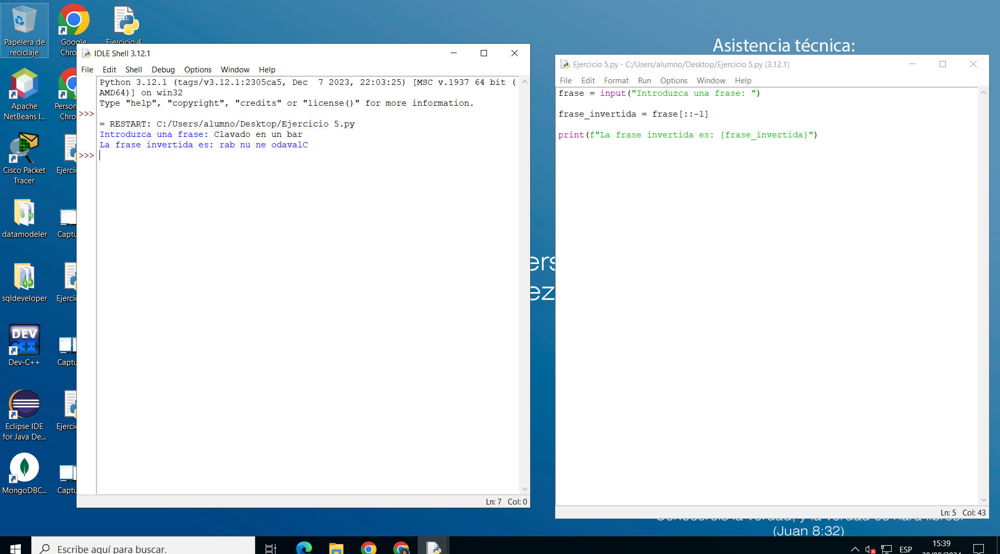 Papelera de
reciclaje
Google
Chro
Ejercicio 4
Apache
NetBeans I...
Person
Chro
Cisco Packet
Tracer
Ejerci
datamodeler
Captu
sqldeveloper
Ejerci
Dev-C++
Captu
Eclipse IDE
for Java De...
Ejerci
MongoDBC...
Captu
IDLE Shell 3.12.1
File Edit Shell Debug Options Window Help
Python 3.12.1 (tags/v3.12.1:2305ca5, Dec  7 2023, 22:03:25) [MSC v.1937 64 bit (
AMD64)] on win32
Type "help", "copyright", "credits" or "license()" for more information.
>>>
= RESTART: C:/Users/alumno/Desktop/Ejercicio 5.py
Introduzca una frase: Clavado en un bar
La frase invertida es: rab nu ne odavalC
>>>
Ln: 7 Col: 0
Asistencia técnica:
Ejercicio 5.py - C:/Users/alumno/Desktop/Ejercicio 5.py (3.12.1)
File Edit Format Run Options Window Help
frase = input("Introduzca una frase: ")
frase_invertida = frase[::-1]
print(f"La frase invertida es: {frase_invertida}")
Ln: 5 Col: 43
ers
ez
(Juan 8:32)
DEV
C++
Escribe aquí para buscar.
ESP
15:39